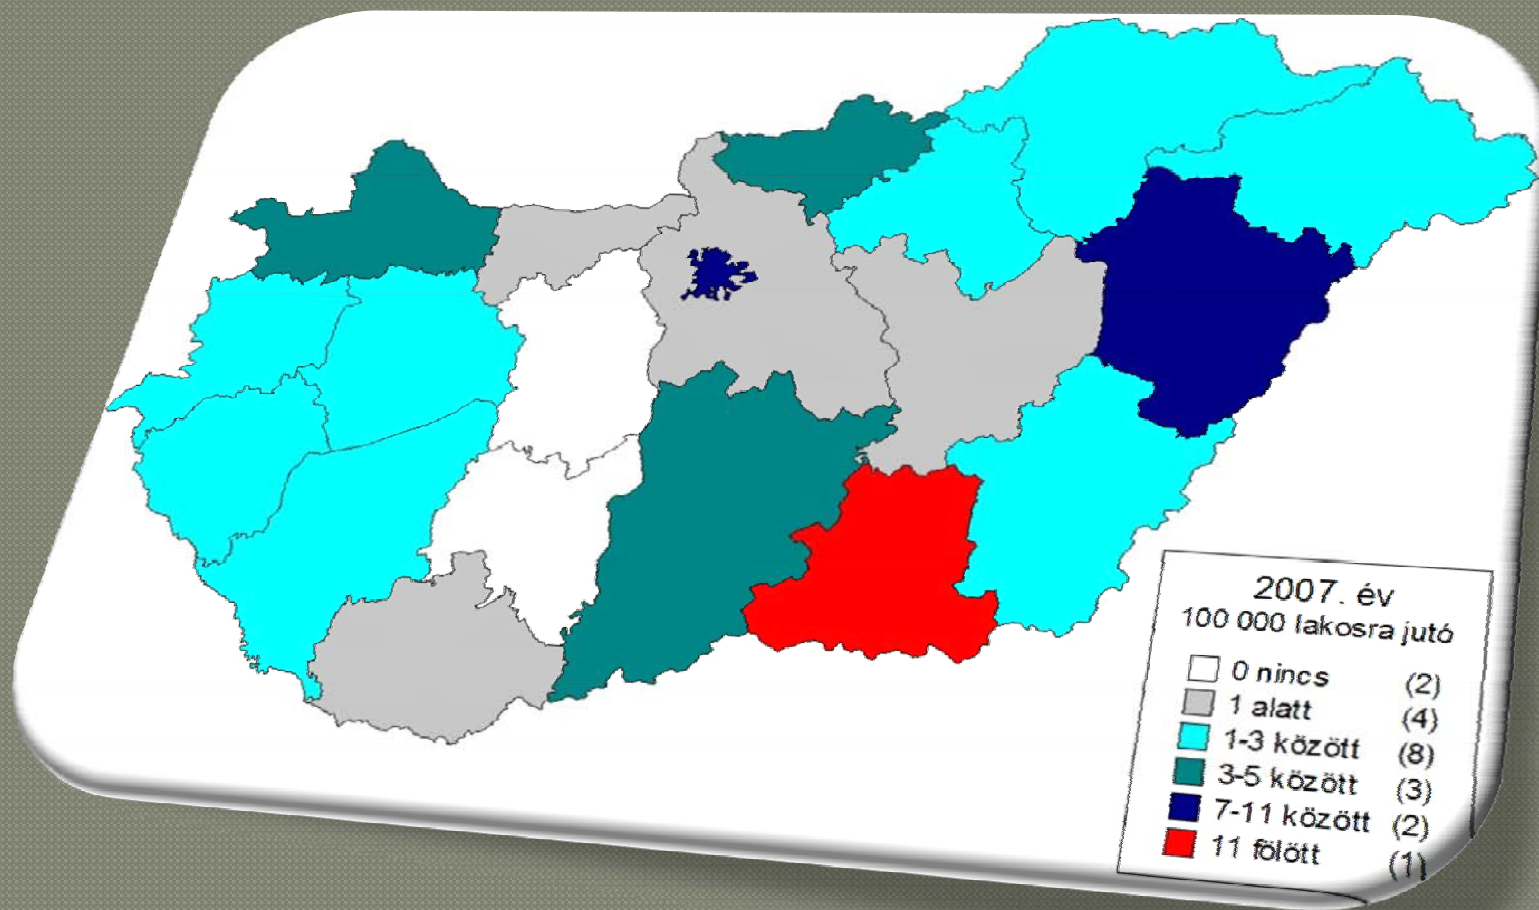 2007. év
100 000 lakosra jutó
0 nincs (2)
1 alatt (4)
1-3 között (8)
3-5 között (3)
7-11 között (2)
11 fölött (1)